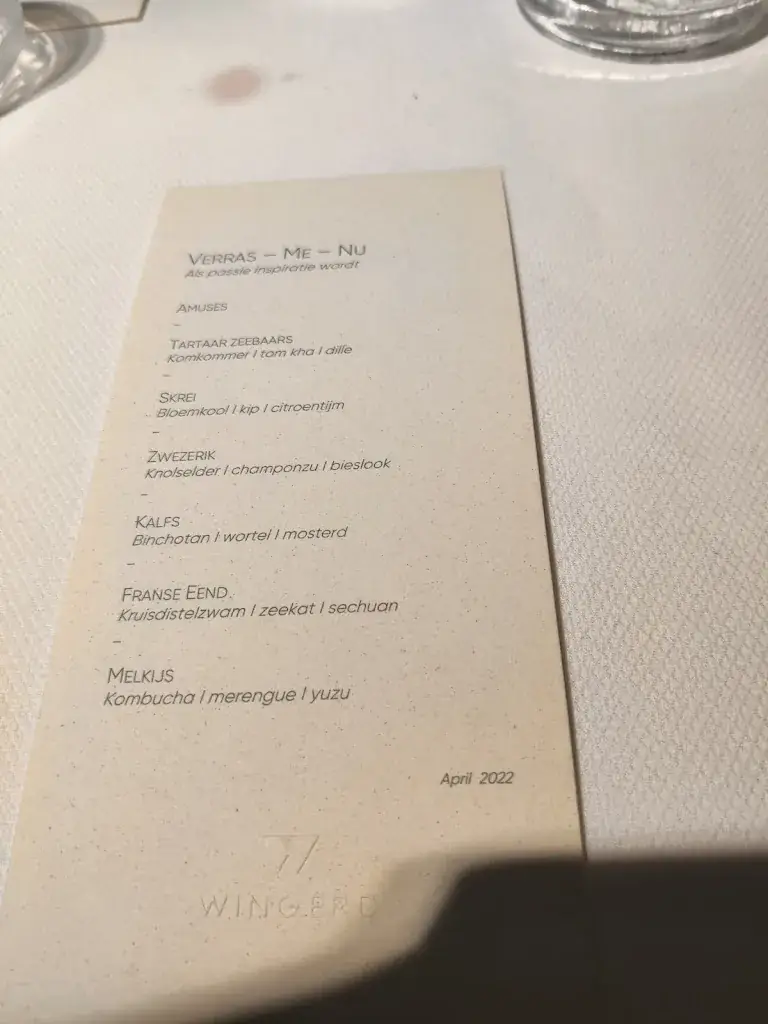 VERRAS – ME – NU
Als passie inspiratie wordt
AMUSES
–
TARTAAR ZEEBAARS
Komkommer | tom kha | dille
–
SKREI
Bloemkool | kip | citroentijm
–
ZWEZERIK
Knolselder | champonzu | bieslook
–
KALFS
Binchotan | wortel | mosterd
–
FRANSE EEND
Kruisdistelzwam | zeekat | sechuan
–
MELKIJS
Kombucha | merengue | yuzu
April 2022
WINGERD